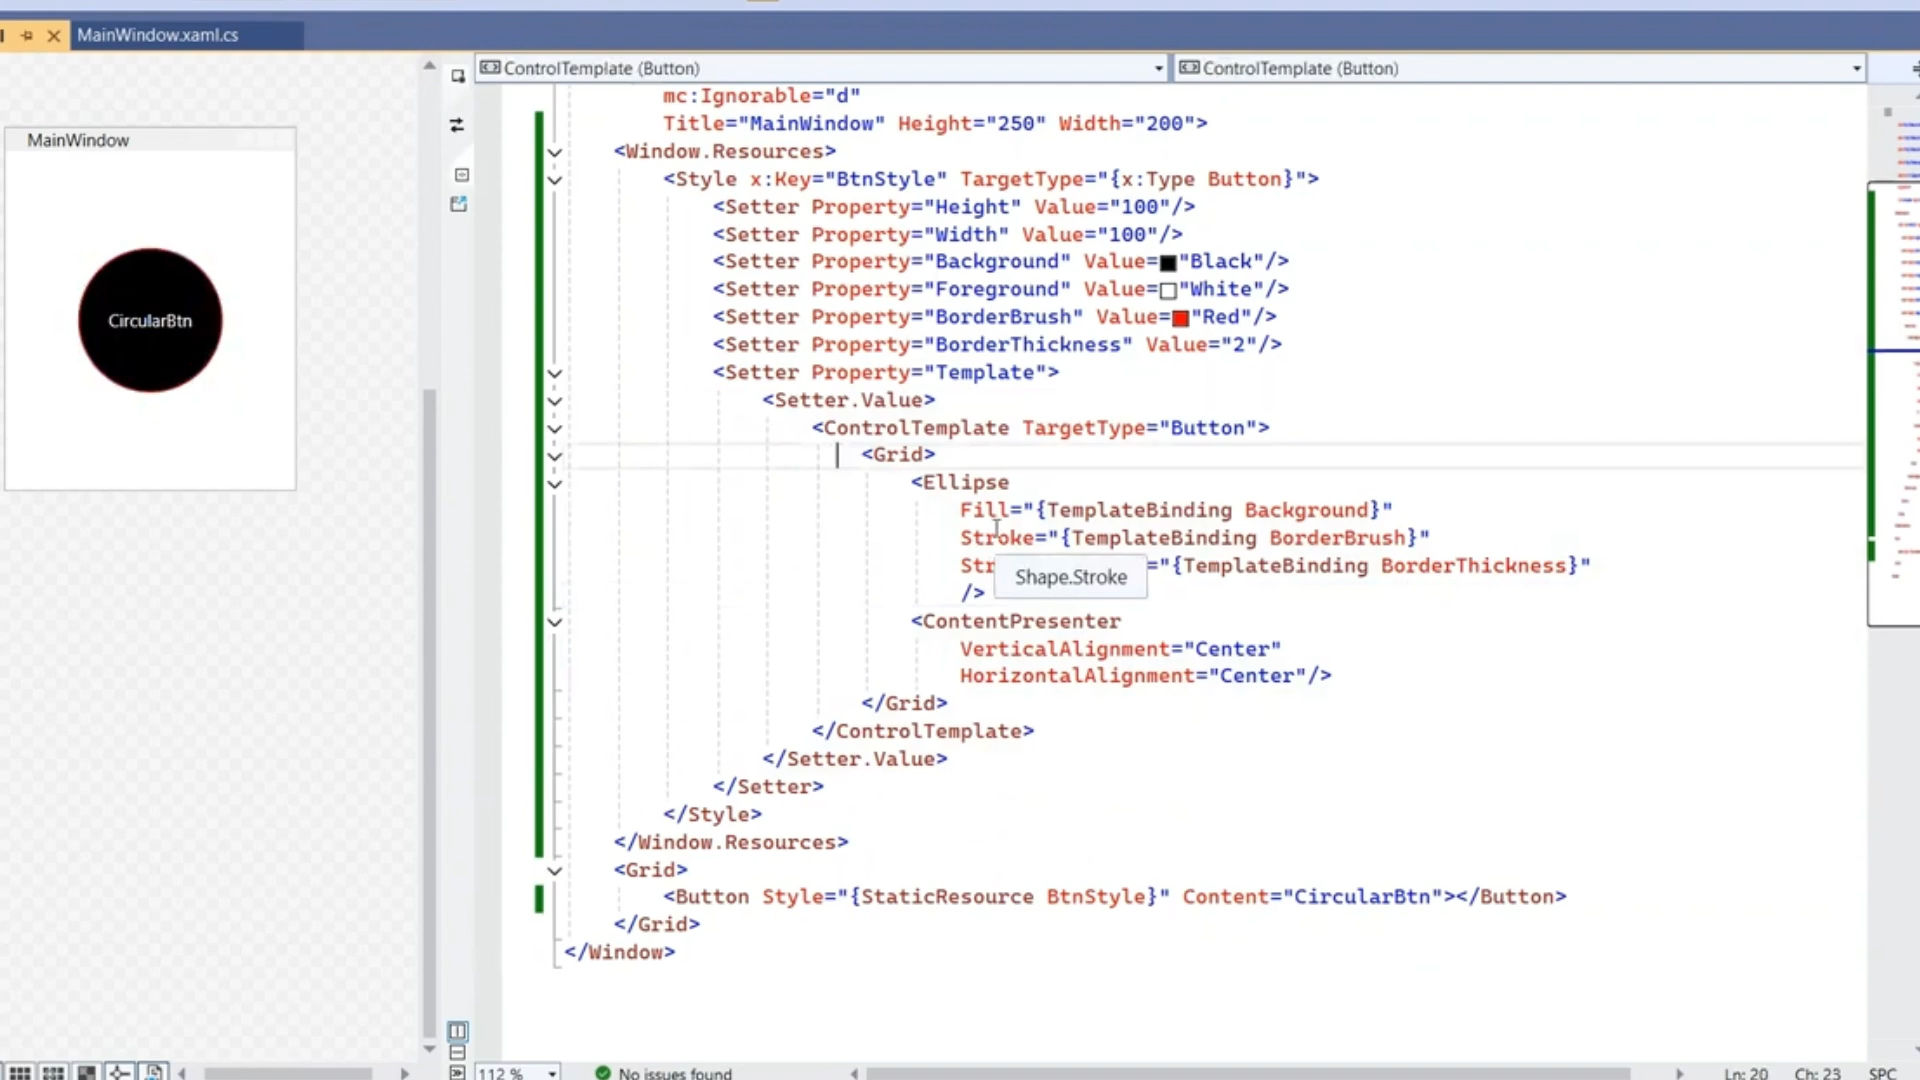 MainWindow.xaml.cs
ControlTemplate (Button)
ControlTemplate (Button)
MainWindow
CircularBtn
mc:Ignorable="d"
Title="MainWindow" Height="250" Width="200">
<Window.Resources>
<Style x:Key="BtnStyle" TargetType="{x:Type Button}">
<Setter Property="Height" Value="100"/>
<Setter Property="Width" Value="100"/>
<Setter Property="Background" Value="Black"/>
<Setter Property="Foreground" Value="White"/>
<Setter Property="BorderBrush" Value="Red"/>
<Setter Property="BorderThickness" Value="2"/>
<Setter Property="Template">
<Setter.Value>
<ControlTemplate TargetType="Button">
<Grid>
<Ellipse
Fill="{TemplateBinding Background}"
Stroke="{TemplateBinding BorderBrush}"
Str ="{TemplateBinding BorderThickness}"
Shape.Stroke
/>
<ContentPresenter
VerticalAlignment="Center"
HorizontalAlignment="Center"/>
</Grid>
</ControlTemplate>
</Setter.Value>
</Setter>
</Style>
</Window.Resources>
<Grid>
<Button Style="{StaticResource BtnStyle}" Content="CircularBtn"></Button>
</Grid>
</Window>
112 %
No issues found
Ln: 20 Ch: 23 SPC